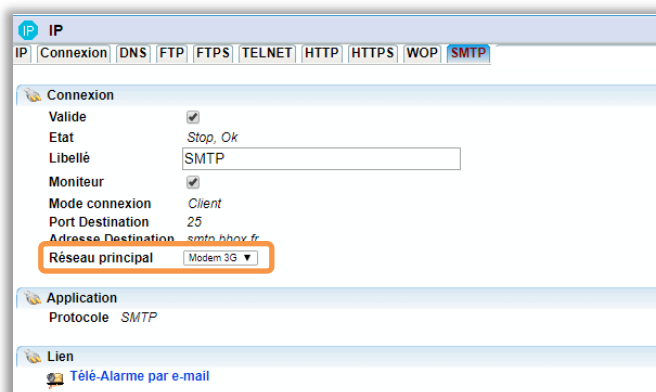 IP IP
IP Connexion DNS FTP FTPS TELNET HTTP HTTPS WOP SMTP
Connexion
Valide
Etat Stop, Ok
Libellé SMTP
Moniteur
Mode connexion Client
Port Destination 25
Adresse Destination smtp.bbox.fr
Réseau principal Modem 3G
Application
Protocole SMTP
Lien
Télé-Alarme par e-mail